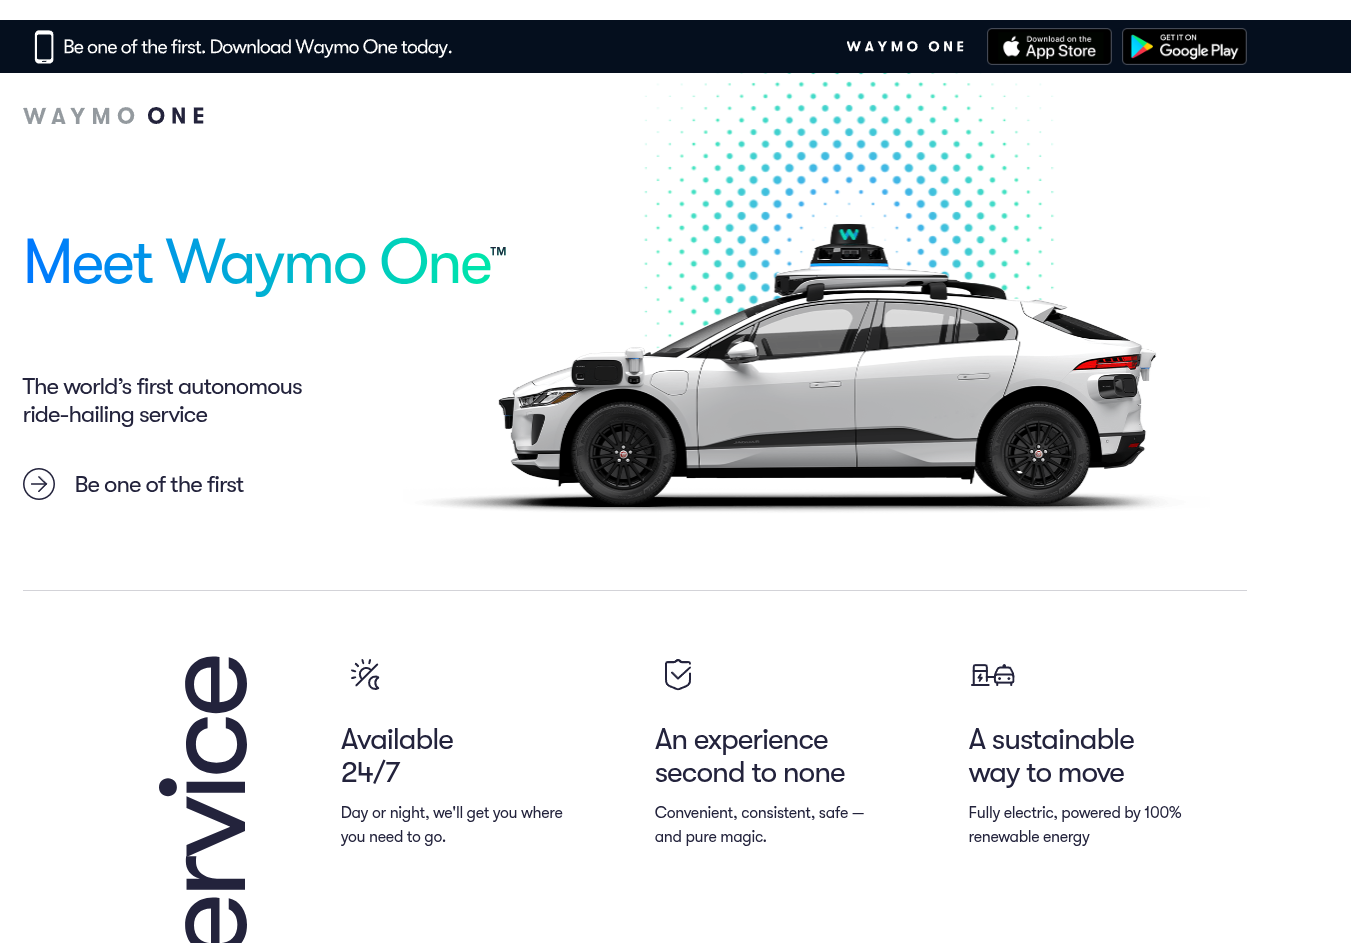 Be one of the first. Download Waymo One today.
WAYMO ONE
Download on the
App Store
GET IT ON
Google Play
WAYMO ONE
Meet Waymo One™
The world's first autonomous
ride-hailing service
Be one of the first
ervice
Available
24/7
Day or night, we'll get you where
you need to go.
An experience
second to none
Convenient, consistent, safe —
and pure magic.
A sustainable
way to move
Fully electric, powered by 100%
renewable energy